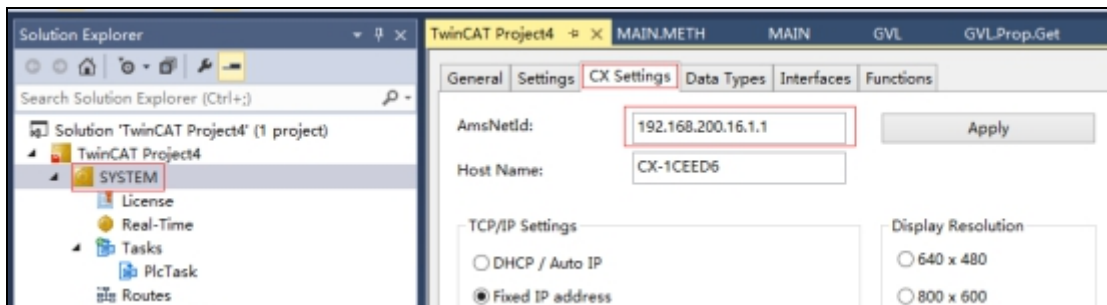 Solution Explorer
Search Solution Explorer (Ctrl+;)
Solution 'TwinCAT Project4' (1 project)
TwinCAT Project4
SYSTEM
License
Real-Time
Tasks
PlcTask
Routes
TwinCAT Project4 MAIN.METH MAIN GVL GVL.Prop.Get
General Settings CX Settings Data Types Interfaces Functions
AmsNetId: 192.168.200.16.1.1 Apply
Host Name: CX-1CEED6
TCP/IP Settings Display Resolution
DHCP / Auto IP 640 x 480
Fixed IP address 800 x 600